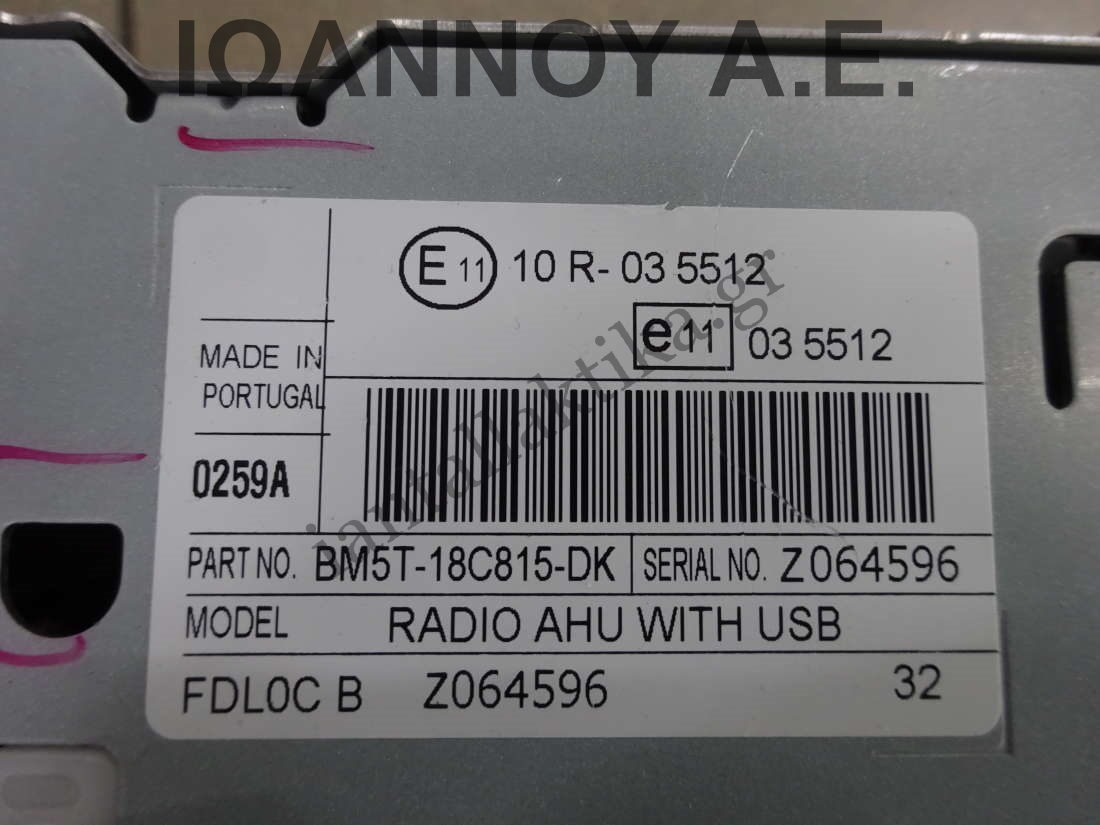 ΙΩΑΝΝΟΥ Α.Ε.
E 11 10 R- 03 5512
e 11 03 5512
MADE IN
PORTUGAL
0259A
iantallaktika.gr
PART NO. BM5T-18C815-DK SERIAL NO. Z064596
MODEL RADIO AHU WITH USB
FDL0C B Z064596 32